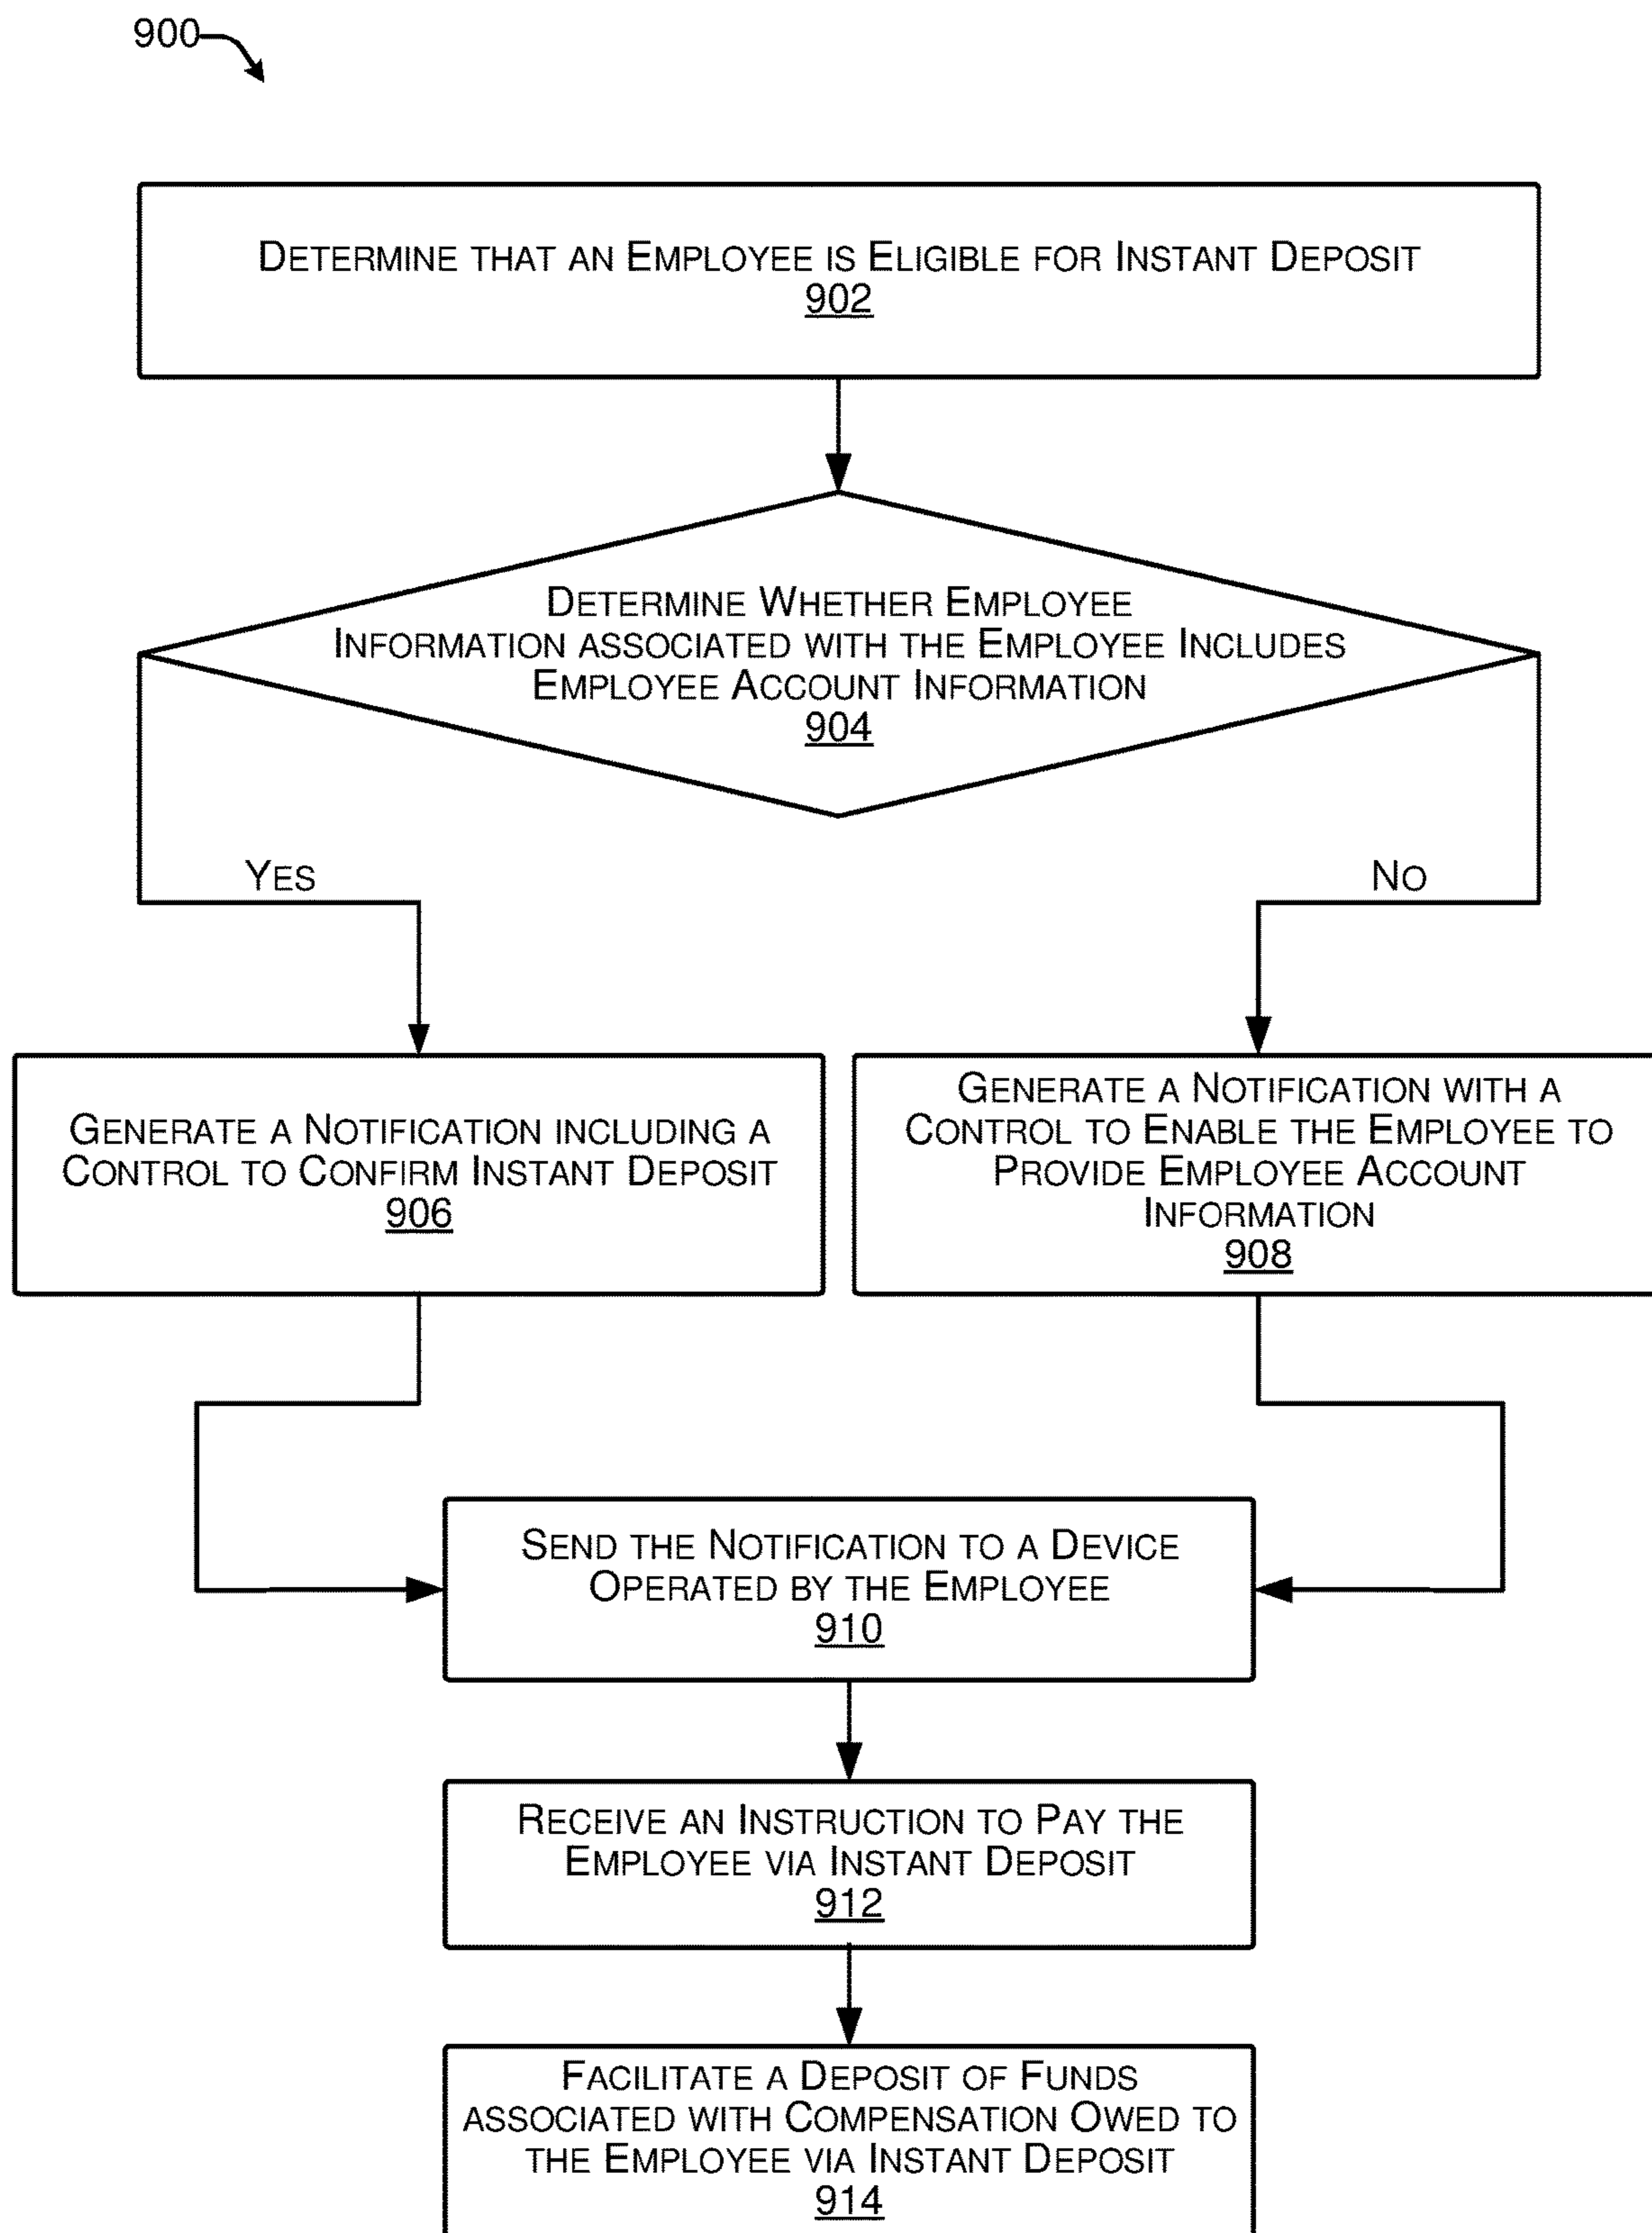 900
DETERMINE THAT AN EMPLOYEE IS ELIGIBLE FOR INSTANT DEPOSIT
902
DETERMINE WHETHER EMPLOYEE
INFORMATION ASSOCIATED WITH THE EMPLOYEE INCLUDES
EMPLOYEE ACCOUNT INFORMATION
904
YES
NO
GENERATE A NOTIFICATION INCLUDING A
CONTROL TO CONFIRM INSTANT DEPOSIT
906
GENERATE A NOTIFICATION WITH A
CONTROL TO ENABLE THE EMPLOYEE TO
PROVIDE EMPLOYEE ACCOUNT
INFORMATION
908
SEND THE NOTIFICATION TO A DEVICE
OPERATED BY THE EMPLOYEE
910
RECEIVE AN INSTRUCTION TO PAY THE
EMPLOYEE VIA INSTANT DEPOSIT
912
FACILITATE A DEPOSIT OF FUNDS
ASSOCIATED WITH COMPENSATION OWED TO
THE EMPLOYEE VIA INSTANT DEPOSIT
914